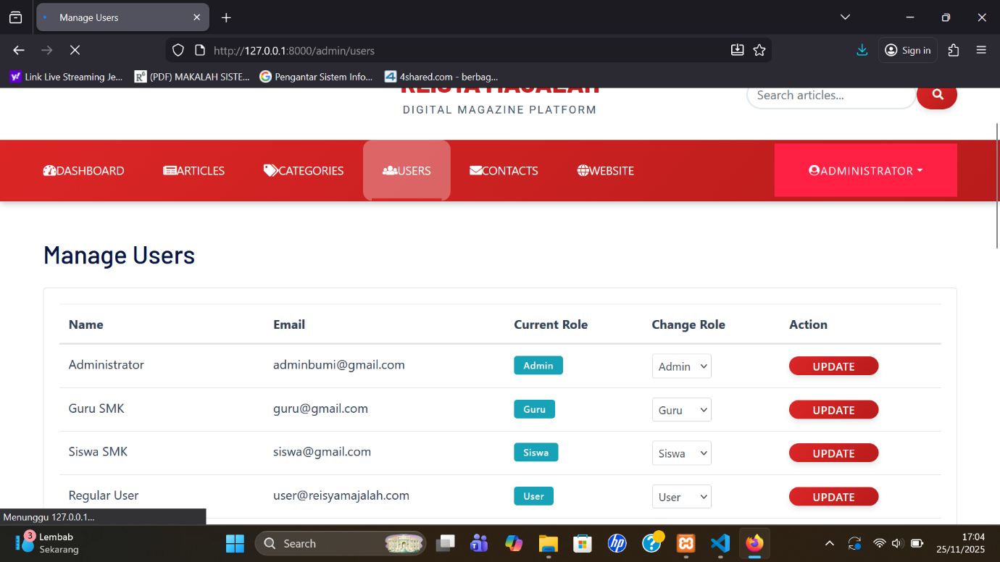 Manage Users
http://127.0.0.1:8000/admin/users
Sign in
Link Live Streaming Je...
(PDF) MAKALAH SISTE...
Pengantar Sistem Info...
4shared.com - berbag...
REISYA MAJALAH
Search articles...
DIGITAL MAGAZINE PLATFORM
DASHBOARD
ARTICLES
CATEGORIES
USERS
CONTACTS
WEBSITE
ADMINISTRATOR
Manage Users
Name Email Current Role Change Role Action
Administrator adminbumi@gmail.com Admin Admin UPDATE
Guru SMK guru@gmail.com Guru Guru UPDATE
Siswa SMK siswa@gmail.com Siswa Siswa UPDATE
Regular User user@reisyamajalah.com User User UPDATE
Menunggu 127.0.0.1...
3
Lembab
Sekarang
Search
17:04
25/11/2025